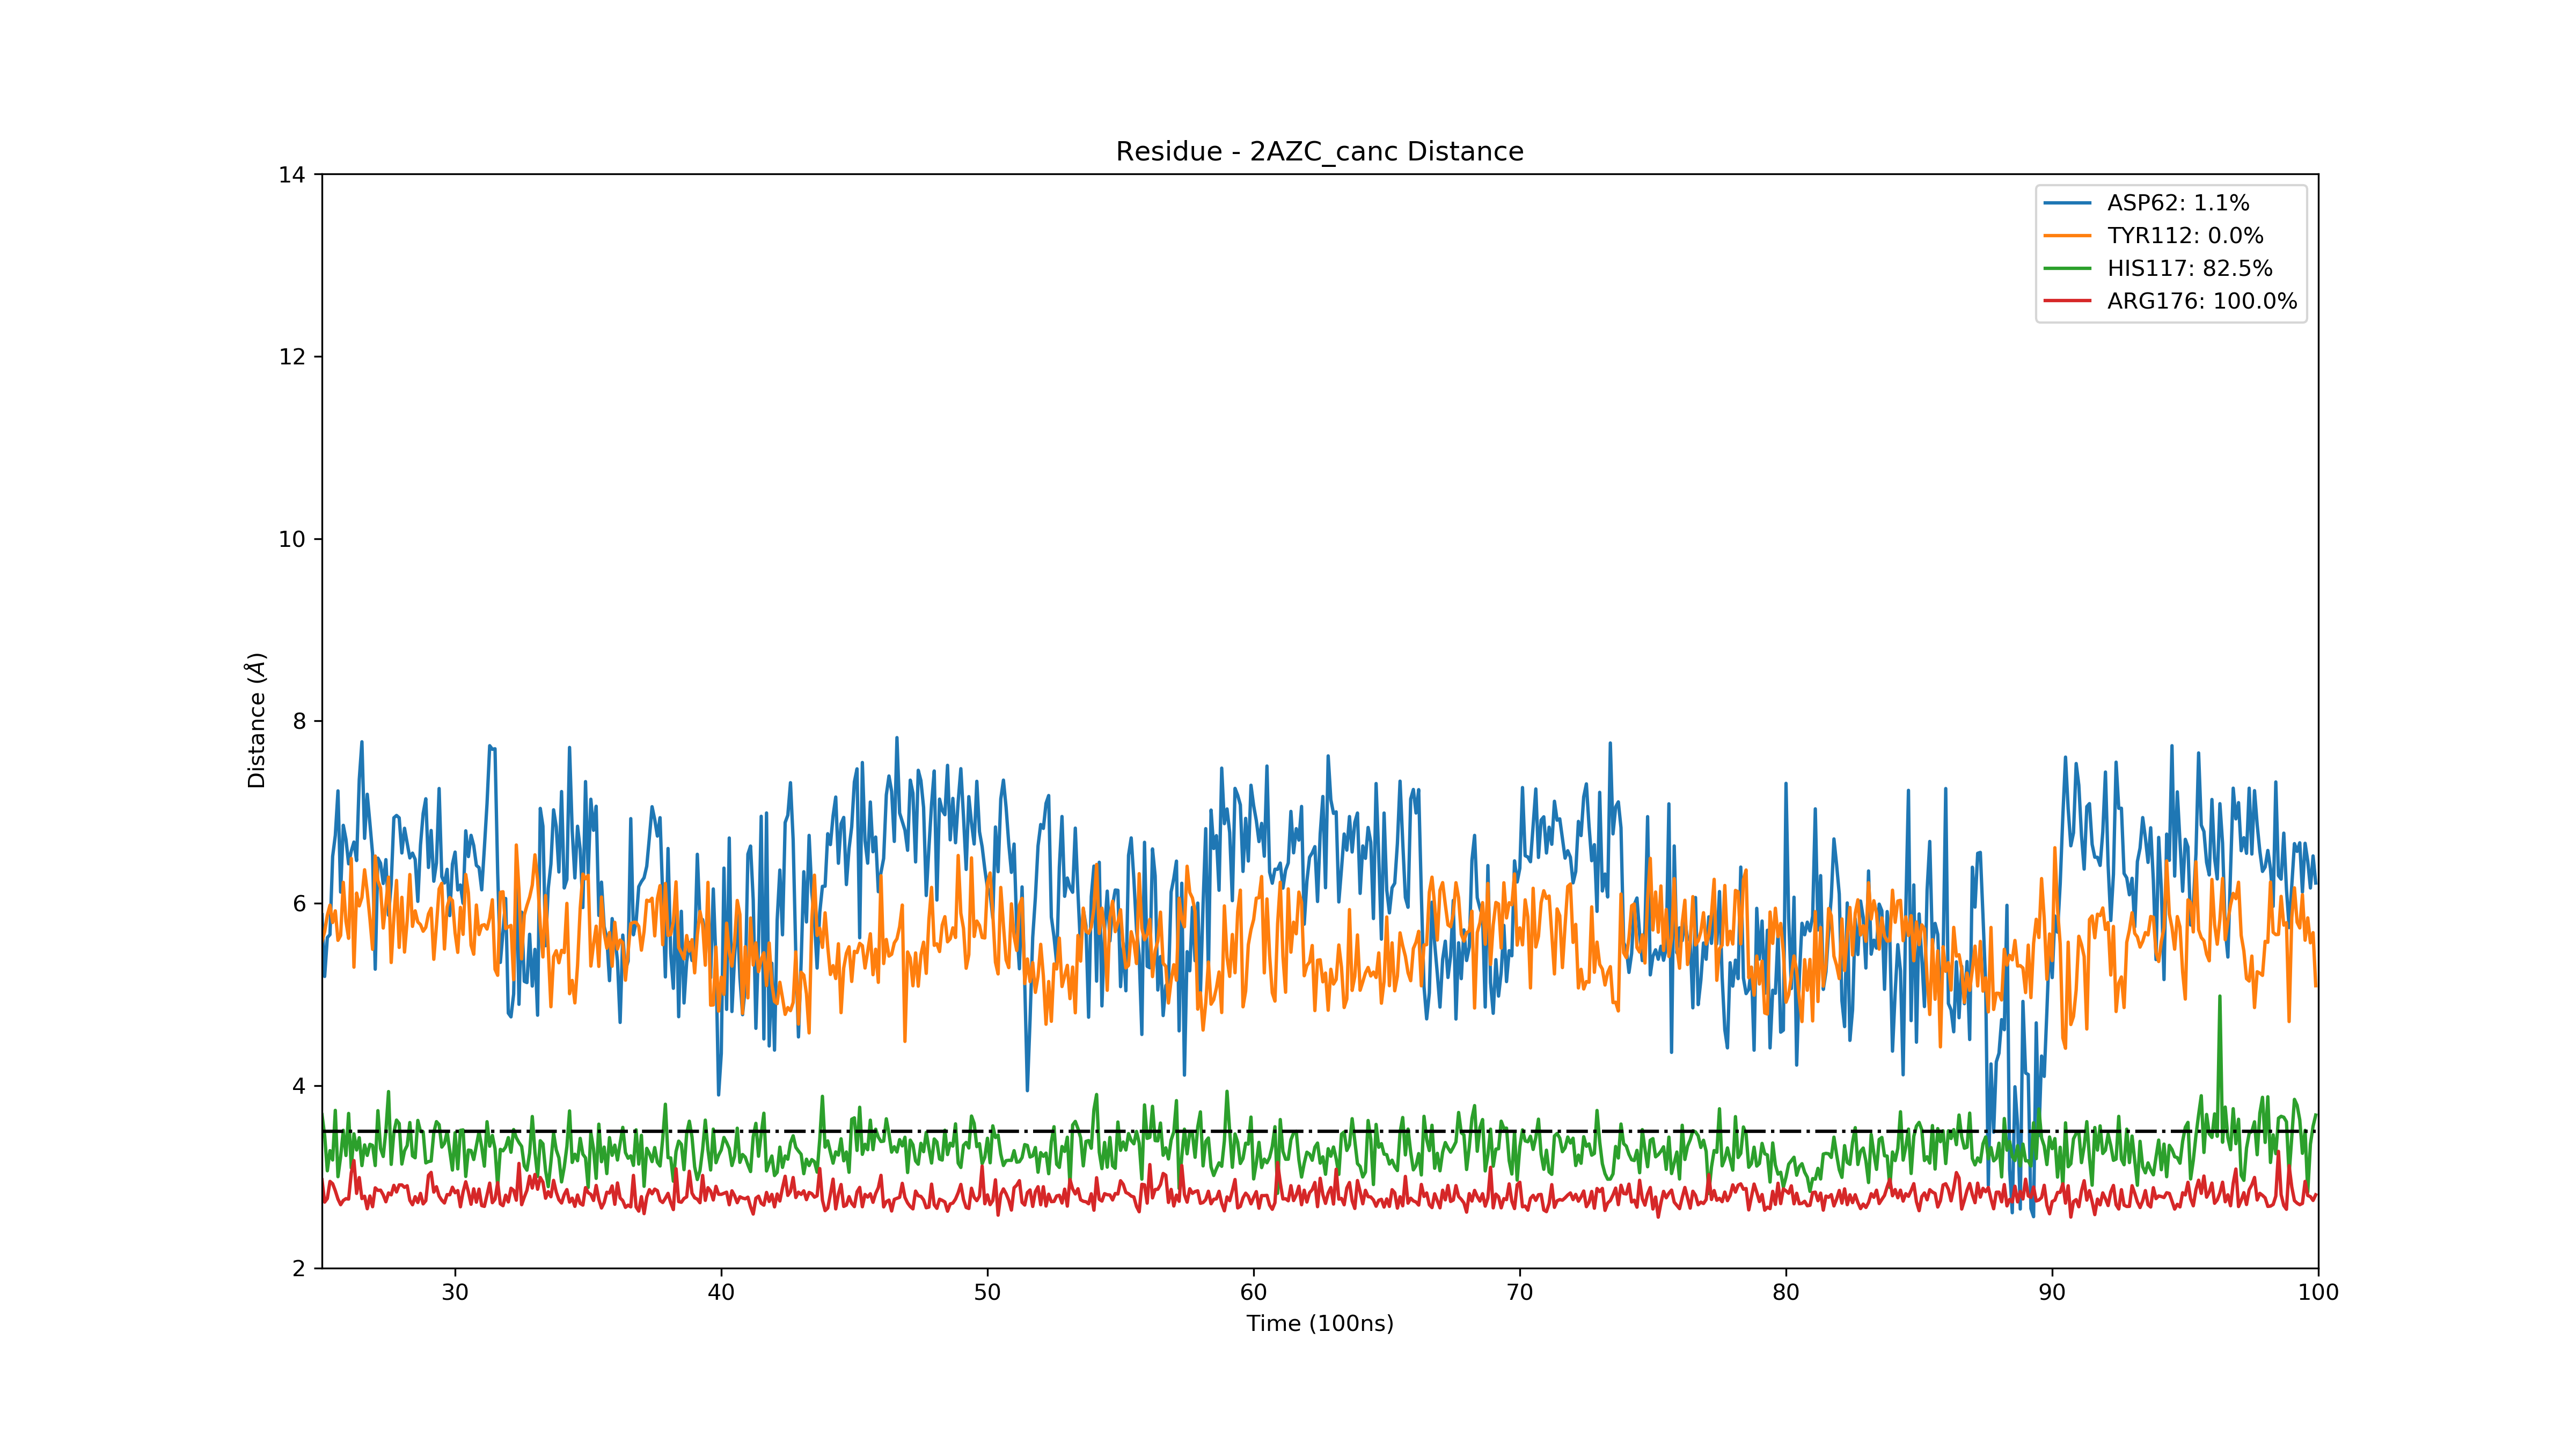 Residue - 2AZC_canc Distance
14
12
10
8
6
4
2
Distance (Å)
ASP62: 1.1%
TYR112: 0.0%
HIS117: 82.5%
ARG176: 100.0%
30 40 50 60 70 80 90 100
Time (100ns)